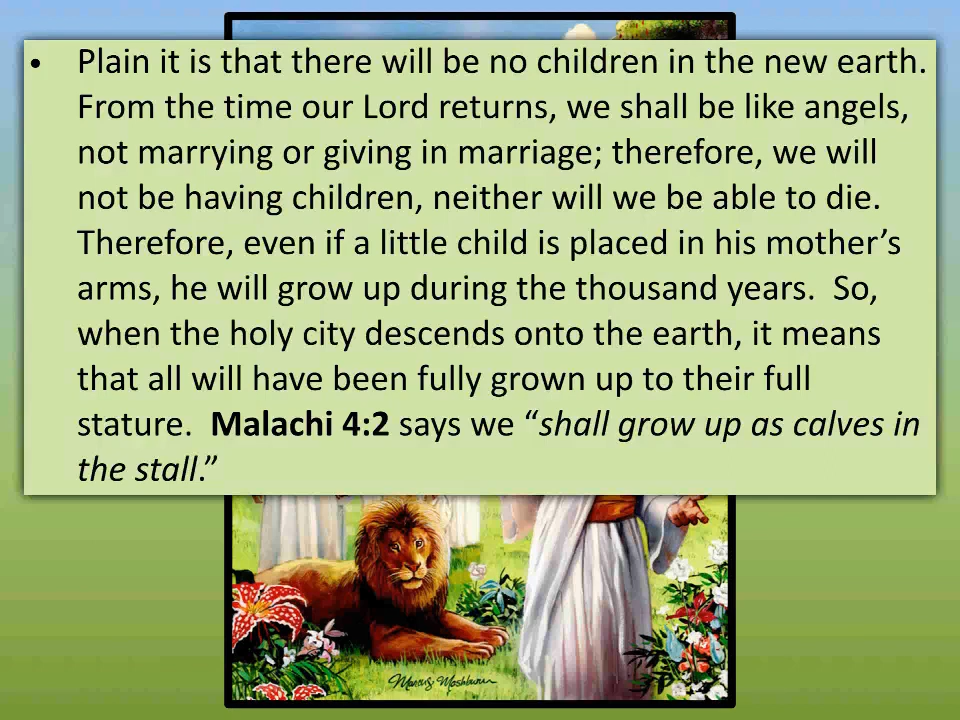 • Plain it is that there will be no children in the new earth.
From the time our Lord returns, we shall be like angels,
not marrying or giving in marriage; therefore, we will
not be having children, neither will we be able to die.
Therefore, even if a little child is placed in his mother’s
arms, he will grow up during the thousand years.  So,
when the holy city descends onto the earth, it means
that all will have been fully grown up to their full
stature.  Malachi 4:2 says we “shall grow up as calves in
the stall.”